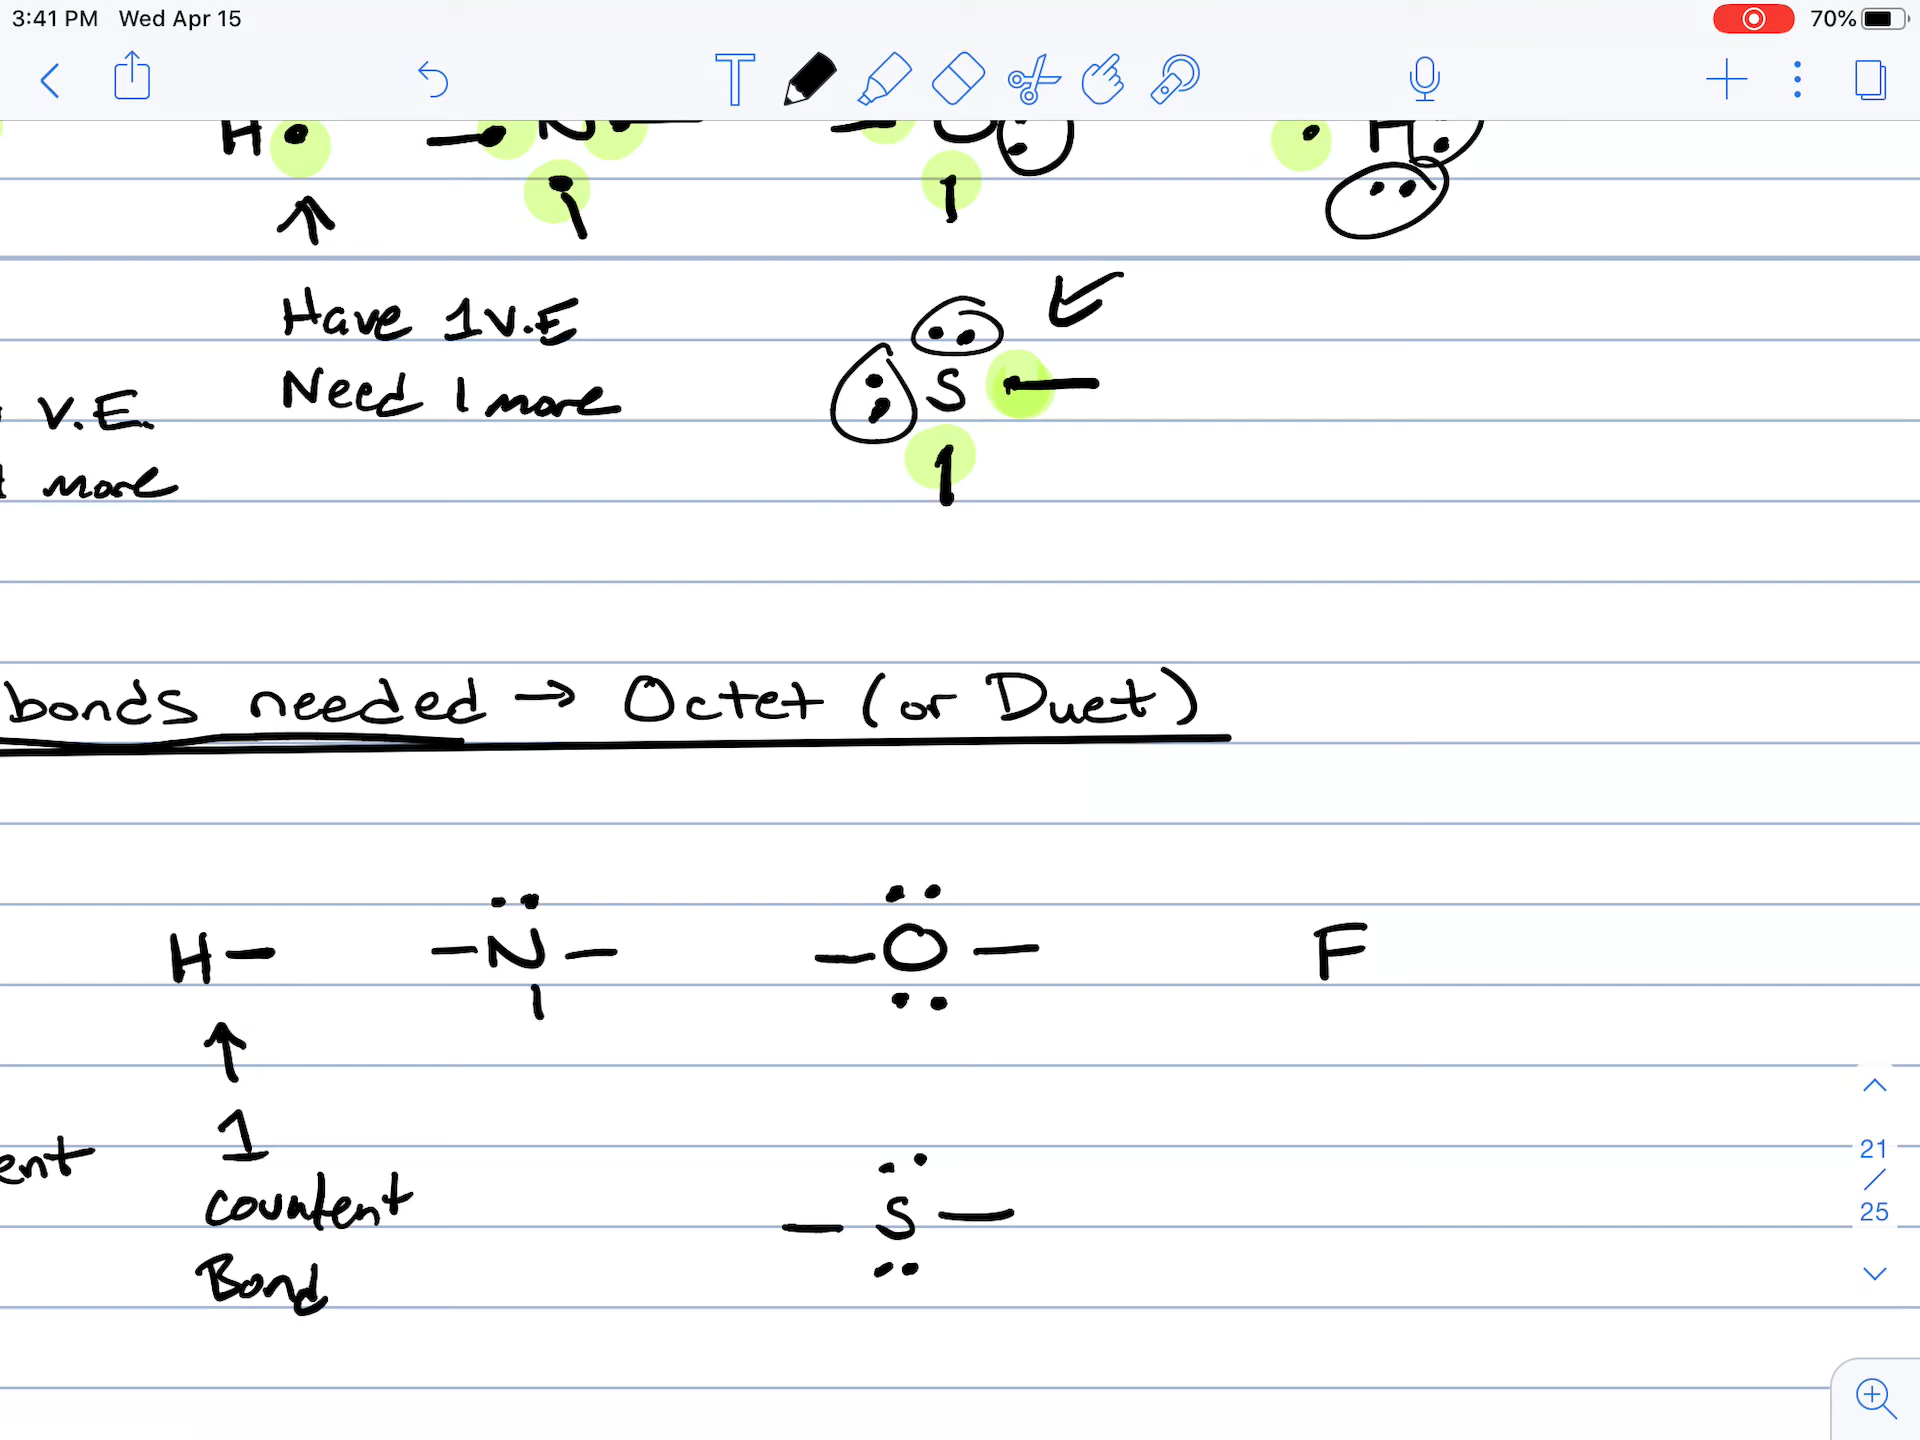 3:41 PM Wed Apr 15
70%
T
H N O H
Have 1 V.E
Need 1 more
V.E.
more
S
bonds needed → Octet (or Duet)
H– –N– –O– F
1
covalent
Bond
ent
–S–
21
/
25